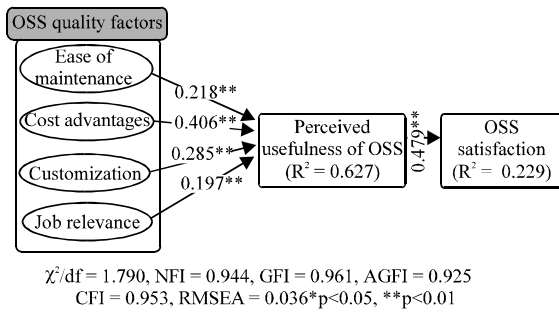 OSS quality factors
Ease of
maintenance
0.218**
Cost advantages
0.406**
Customization
0.285**
Job relevance
0.197**
Perceived
usefulness of OSS
(R² = 0.627)
0.479**
OSS
satisfaction
(R² = 0.229)
χ²/df = 1.790, NFI = 0.944, GFI = 0.961, AGFI = 0.925
CFI = 0.953, RMSEA = 0.036*p<0.05, **p<0.01